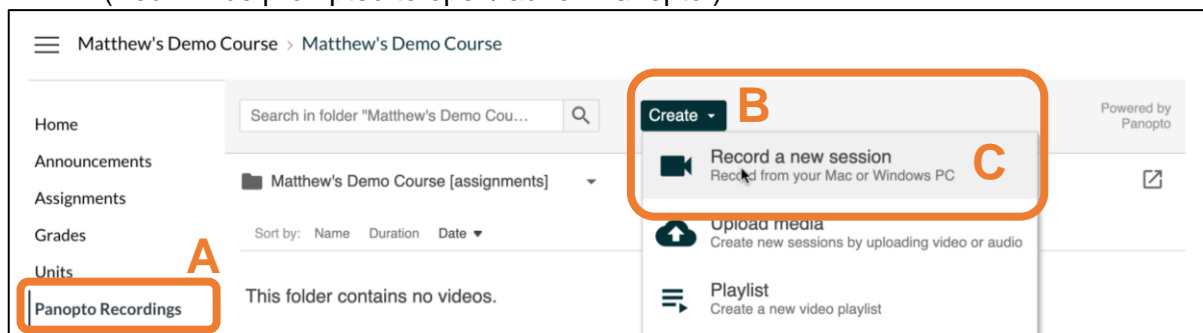 Matthew's Demo Course > Matthew's Demo Course
Home
Announcements
Assignments
Grades
Units
A
Panopto Recordings
Search in folder "Matthew's Demo Cou...
Create
B
Powered by
Panopto
Matthew's Demo Course [assignments]
Sort by: Name Duration Date
This folder contains no videos.
Record a new session
Record from your Mac or Windows PC
C
Upload media
Create new sessions by uploading video or audio
Playlist
Create a new video playlist